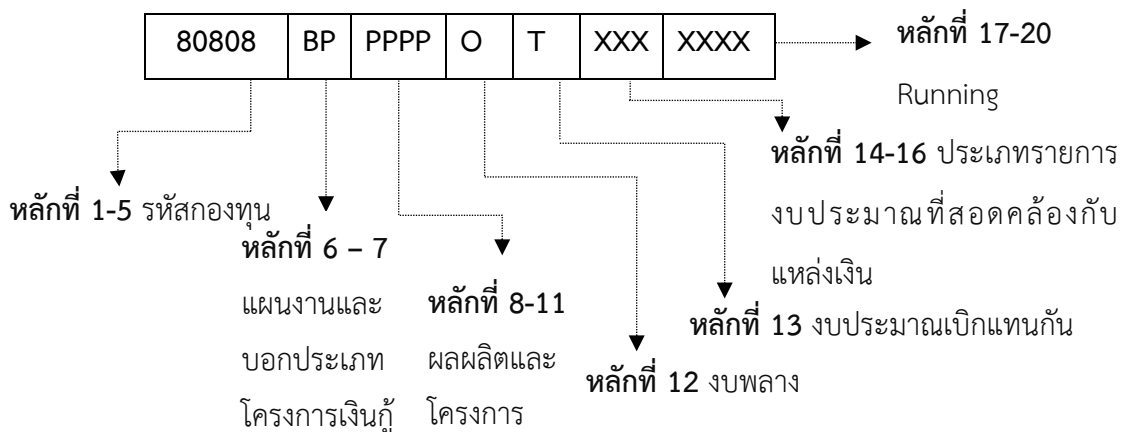 80808 BP PPPP O T XXX XXXX
หลักที่ 17-20
Running
หลักที่ 14-16 ประเภทรายการ
งบประมาณที่สอดคล้องกับ
แหล่งเงิน
หลักที่ 13 งบประมาณเบิกแทนกัน
หลักที่ 12 งบพลาง
หลักที่ 8-11
ผลผลิตและ
โครงการ
หลักที่ 6 – 7
แผนงานและ
บอกประเภท
โครงการเงินกู้
หลักที่ 1-5 รหัสกองทุน